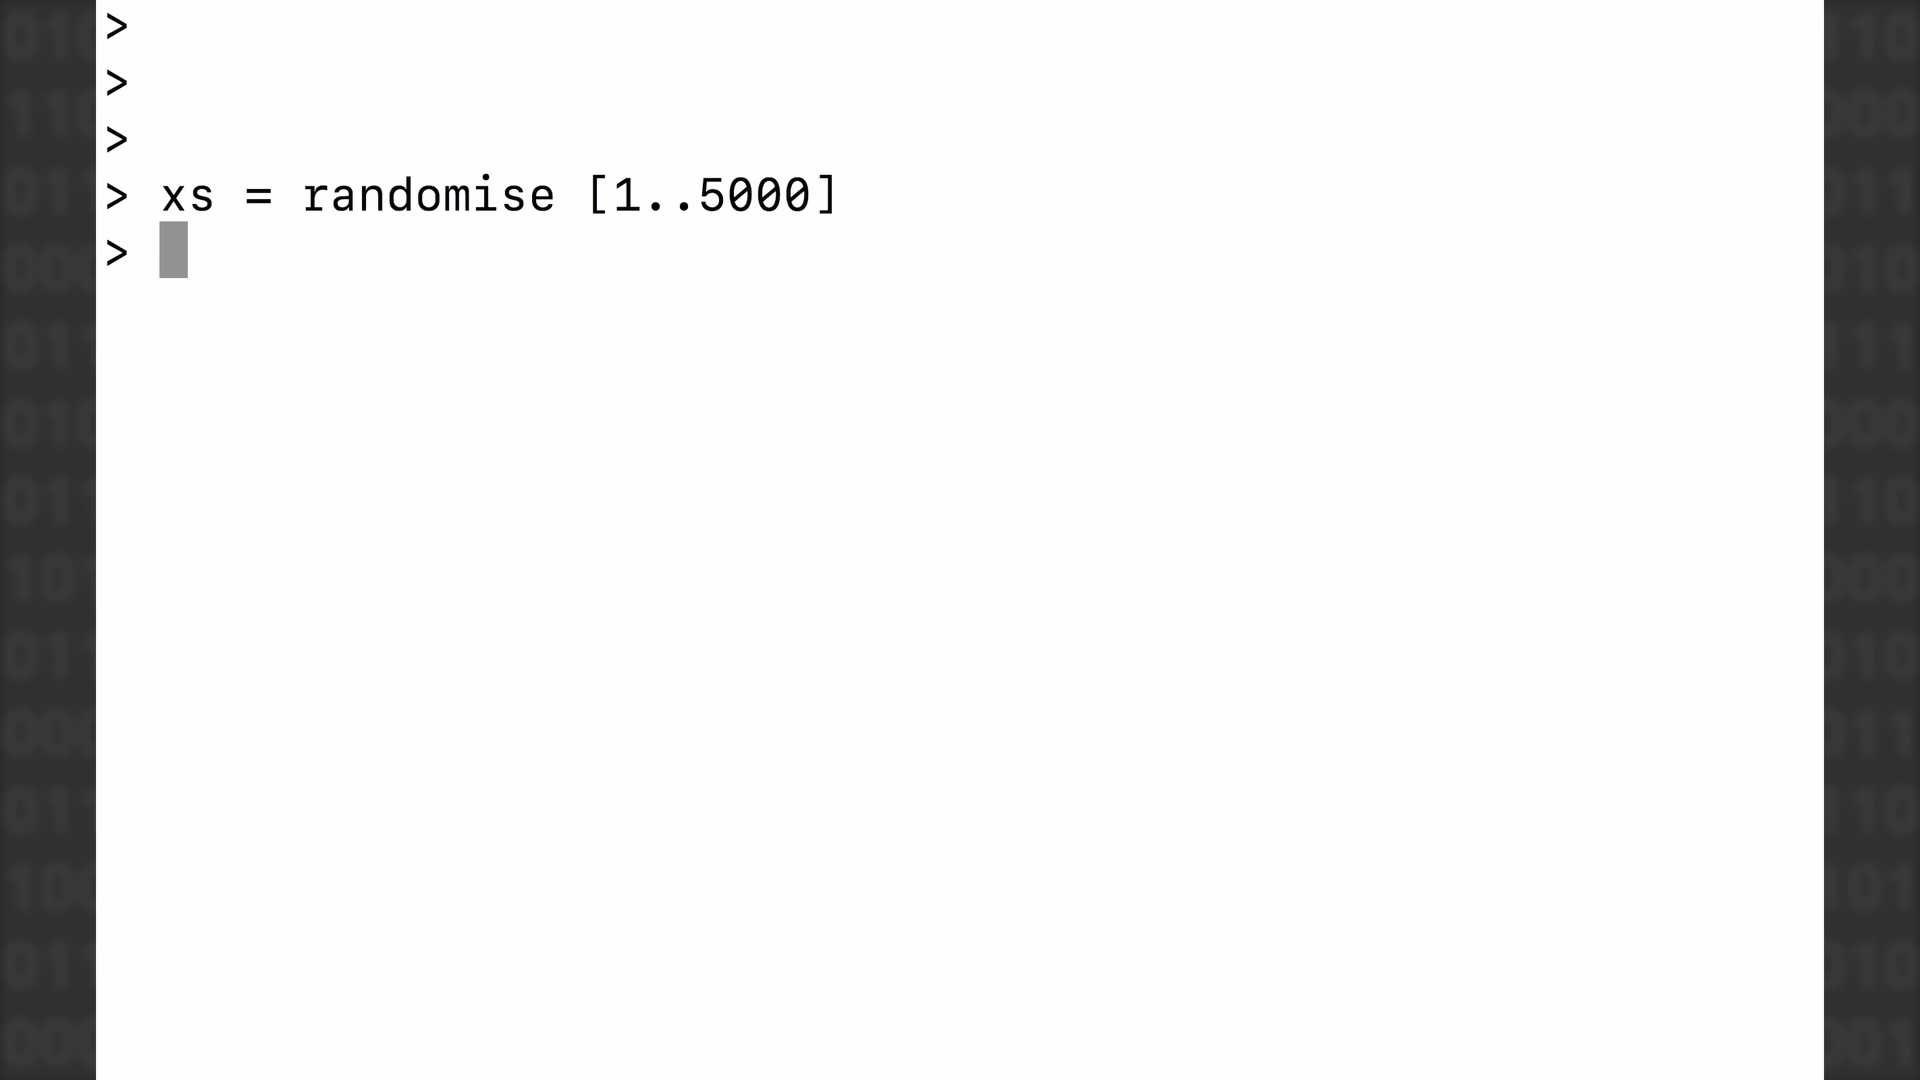 >
>
>
> xs = randomise [1..5000]
>